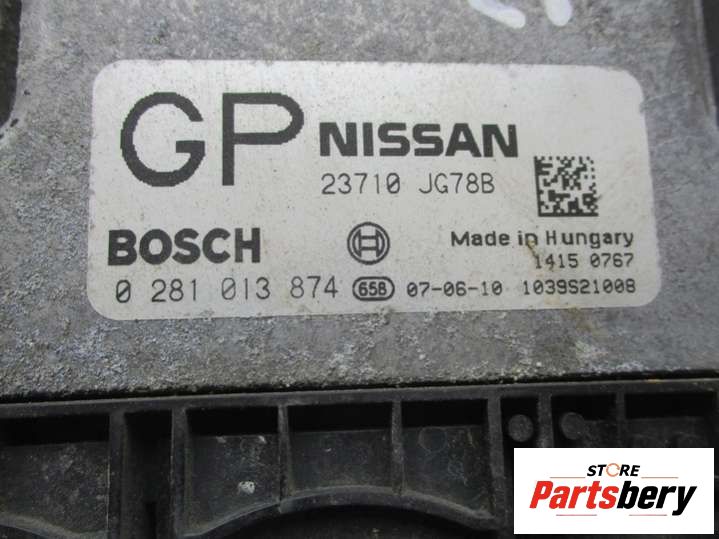 GP NISSAN
23710 JG78B
BOSCH Made in Hungary
1415 0767
0 281 013 874 65B 07-06-10 1039S21008
STORE
Partsbery